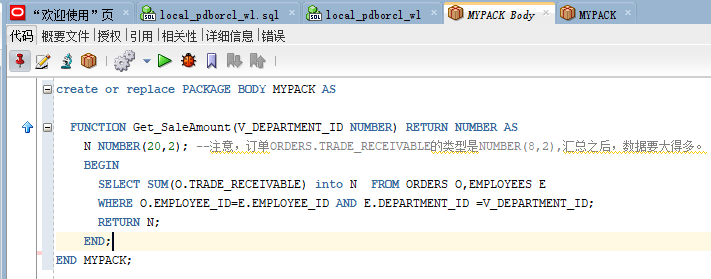 “欢迎使用”页 local_pdborcl_wl.sql local_pdborcl_wl MYPACK Body MYPACK
代码 概要文件 授权 引用 相关性 详细信息 错误
create or replace PACKAGE BODY MYPACK AS
FUNCTION Get_SaleAmount(V_DEPARTMENT_ID NUMBER) RETURN NUMBER AS
N NUMBER(20,2); --注意，订单ORDERS.TRADE_RECEIVABLE的类型是NUMBER(8,2),汇总之后，数据要大得多。
BEGIN
SELECT SUM(O.TRADE_RECEIVABLE) into N  FROM ORDERS O,EMPLOYEES E
WHERE O.EMPLOYEE_ID=E.EMPLOYEE_ID AND E.DEPARTMENT_ID =V_DEPARTMENT_ID;
RETURN N;
END;
END MYPACK;